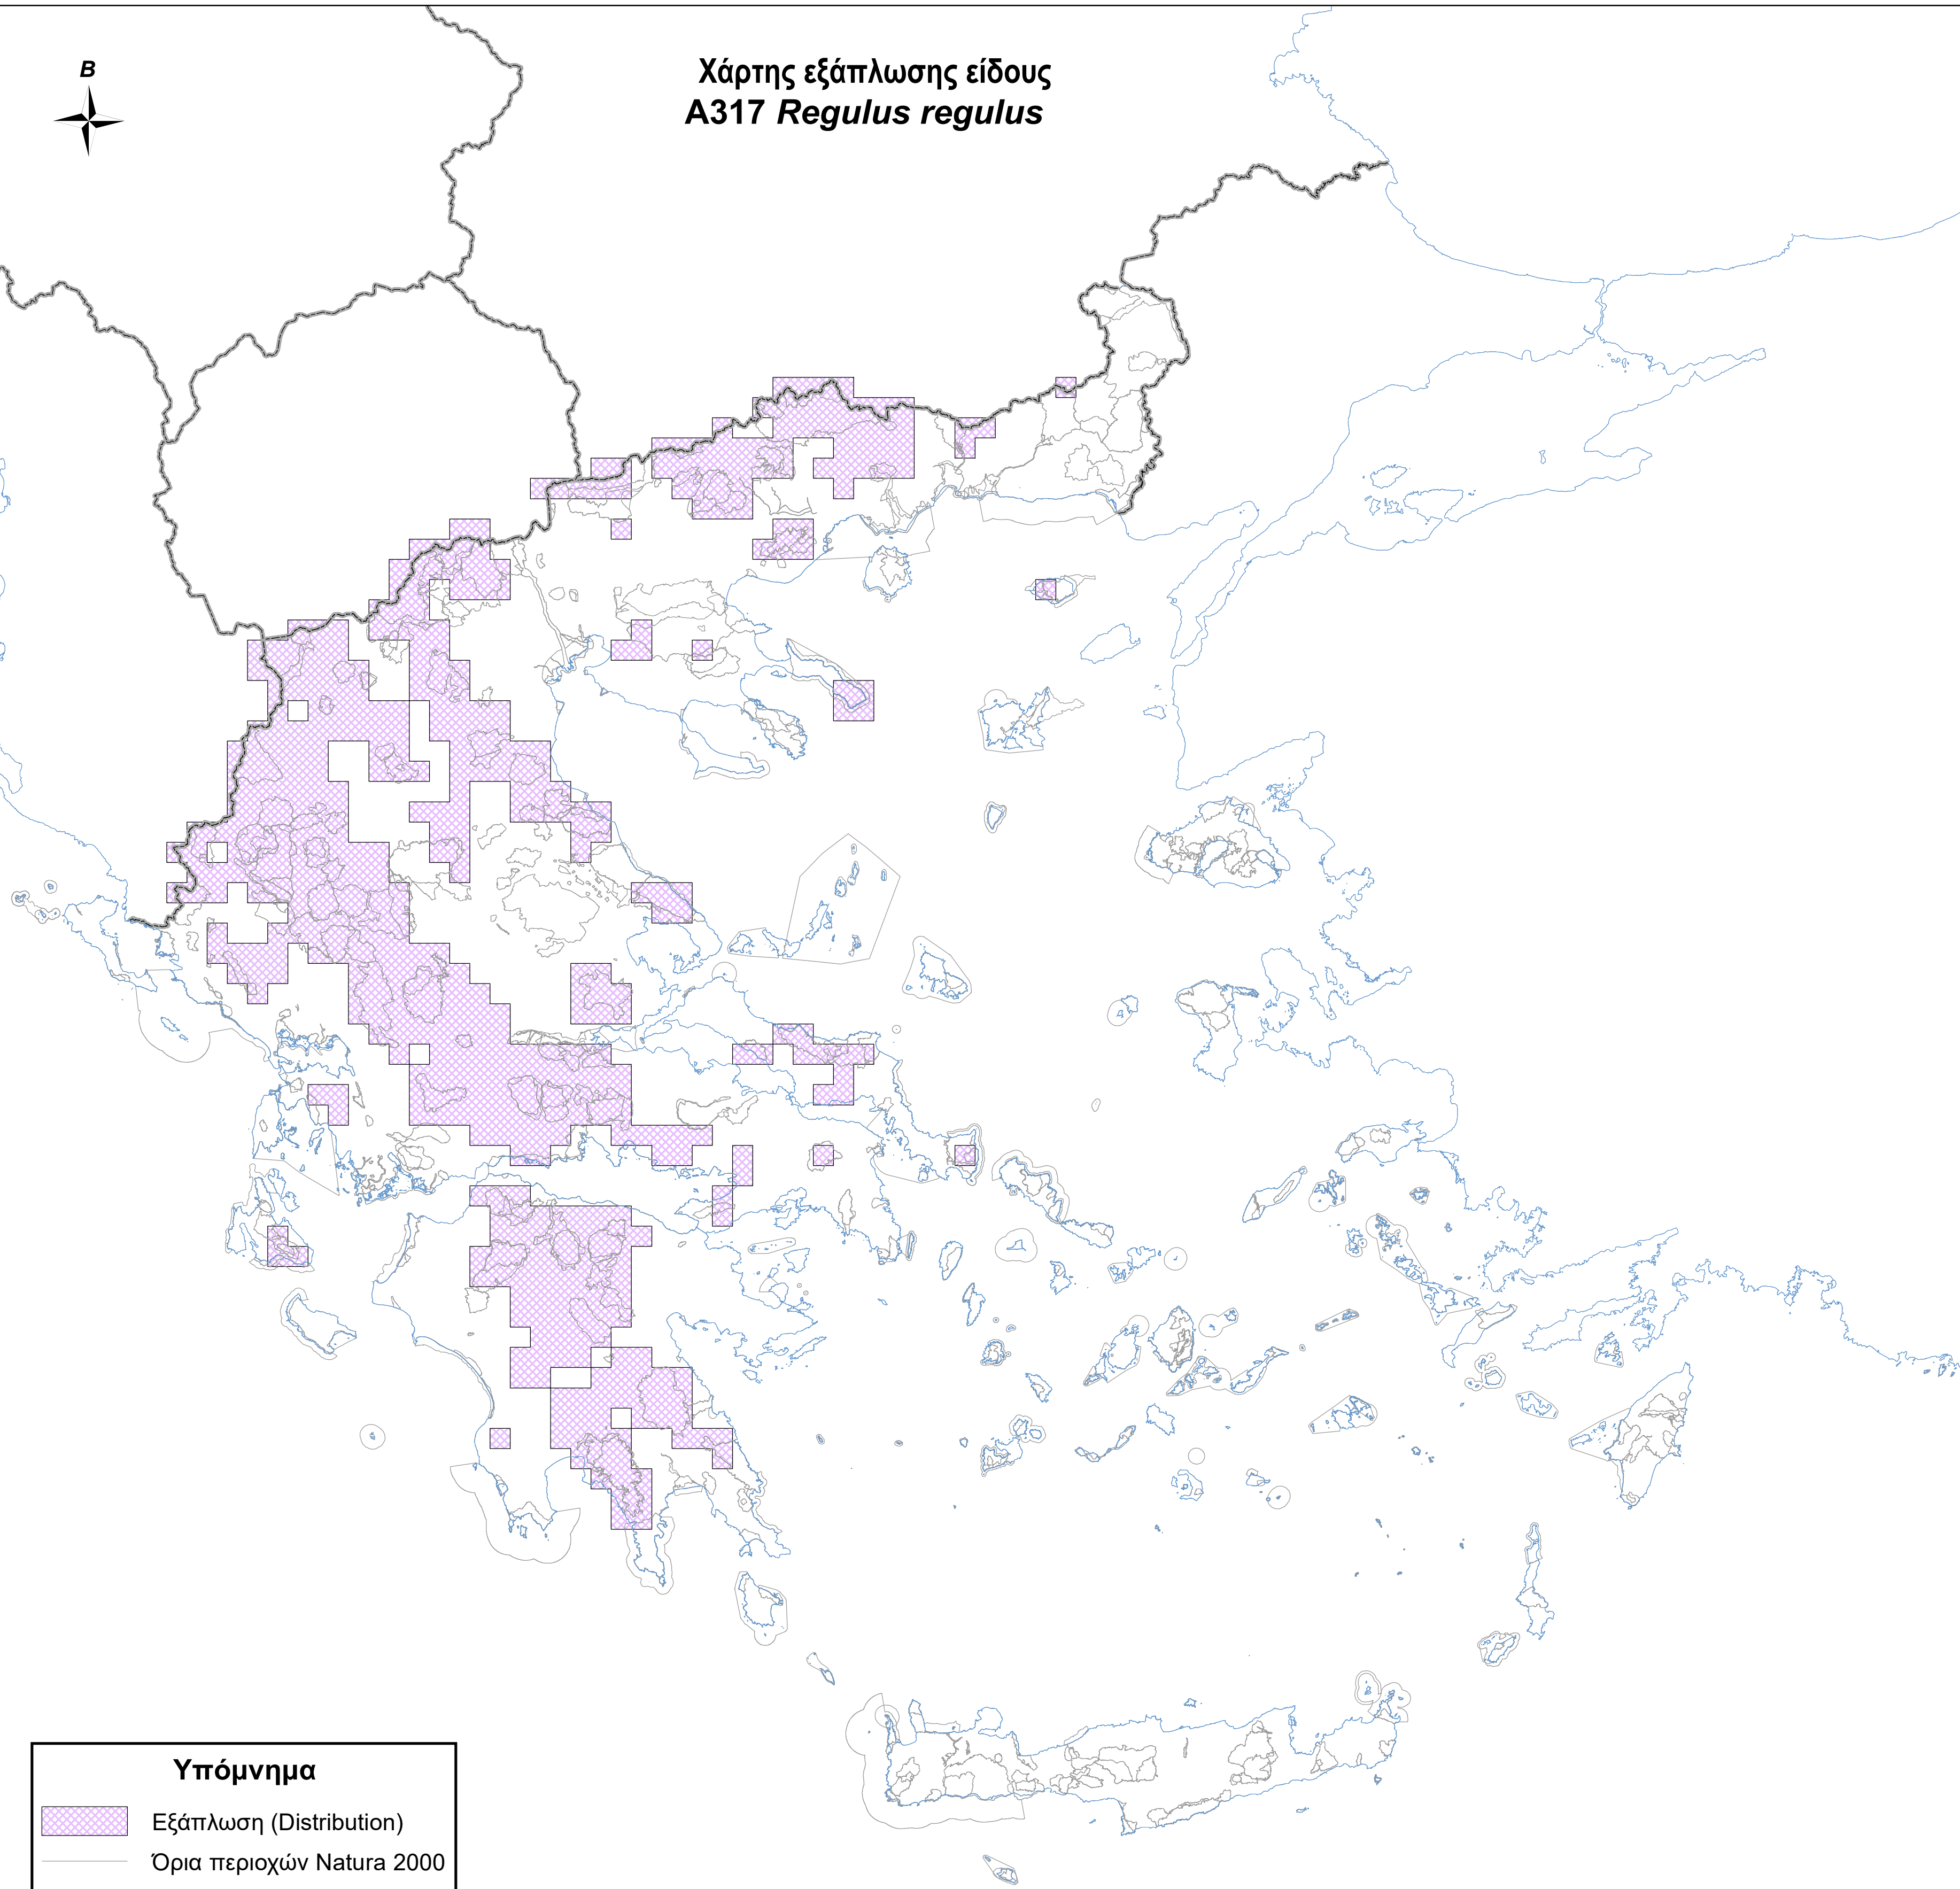 B
Χάρτης εξάπλωσης είδους
A317 Regulus regulus
Υπόμνημα
Εξάπλωση (Distribution)
Όρια περιοχών Natura 2000